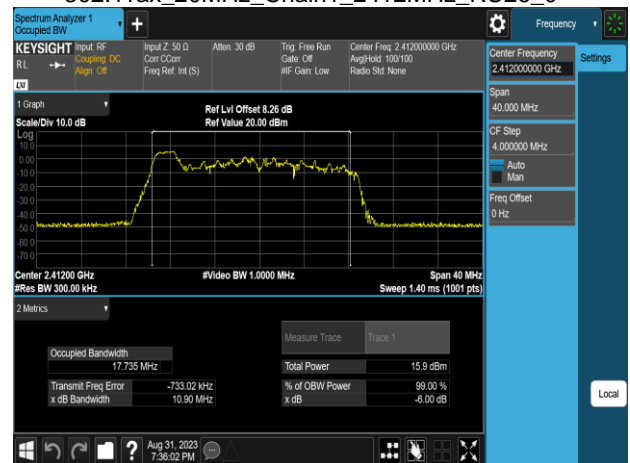 Spectrum Analyzer 1
Occupied BW
+
Frequency
KEYSIGHT
RL
LXI
Input: RF
Coupling: DC
Align: Off
Input Z: 50 Ω
Corr CCorr
Freq Ref: Int (S)
Atten: 30 dB
Trig: Free Run
Gate: Off
#IF Gain: Low
Center Freq: 2.412000000 GHz
Avg|Hold: 100/100
Radio Std: None
Center Frequency
2.412000000 GHz
Settings
Span
40.000 MHz
CF Step
4.000000 MHz
Auto
Man
Freq Offset
0 Hz
1 Graph
Scale/Div 10.0 dB
Ref Lvl Offset 8.26 dB
Ref Value 20.00 dBm
Log
10.0
0.00
-10.0
-20.0
-30.0
-40.0
-50.0
-60.0
-70.0
Center 2.41200 GHz
#Res BW 300.00 kHz
#Video BW 1.0000 MHz
Span 40 MHz
Sweep 1.40 ms (1001 pts)
2 Metrics
Measure Trace
Trace 1
Occupied Bandwidth
17.735 MHz
Total Power
15.9 dBm
Transmit Freq Error
-733.02 kHz
% of OBW Power
99.00 %
x dB Bandwidth
10.90 MHz
x dB
-6.00 dB
Local
?
Aug 31, 2023
7:36:02 PM